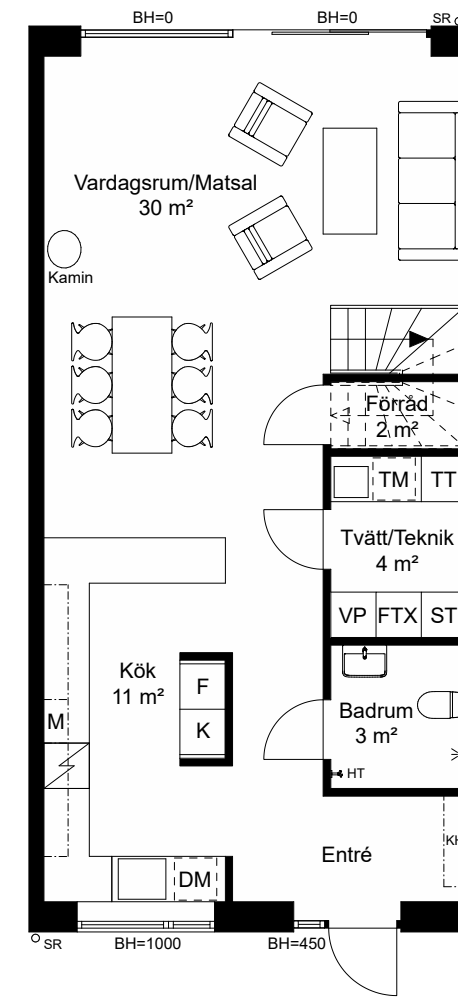 BH=0
BH=0
SR
Vardagsrum/Matsal
30 m²
Kamin
Förråd
2 m²
TM
TT
Tvätt/Teknik
4 m²
VP
FTX
ST
Kök
11 m²
F
K
M
Badrum
3 m²
HT
Entré
DM
SR
BH=1000
BH=450